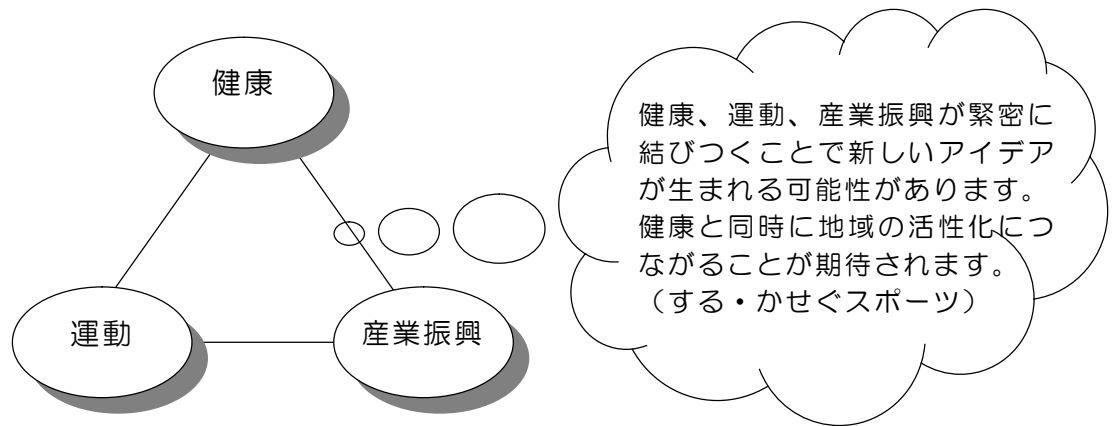 健康
運動
産業振興
健康、運動、産業振興が緊密に
結びつくことで新しいアイデア
が生まれる可能性があります。
健康と同時に地域の活性化につ
ながることが期待されます。
（する・かせぐスポーツ）